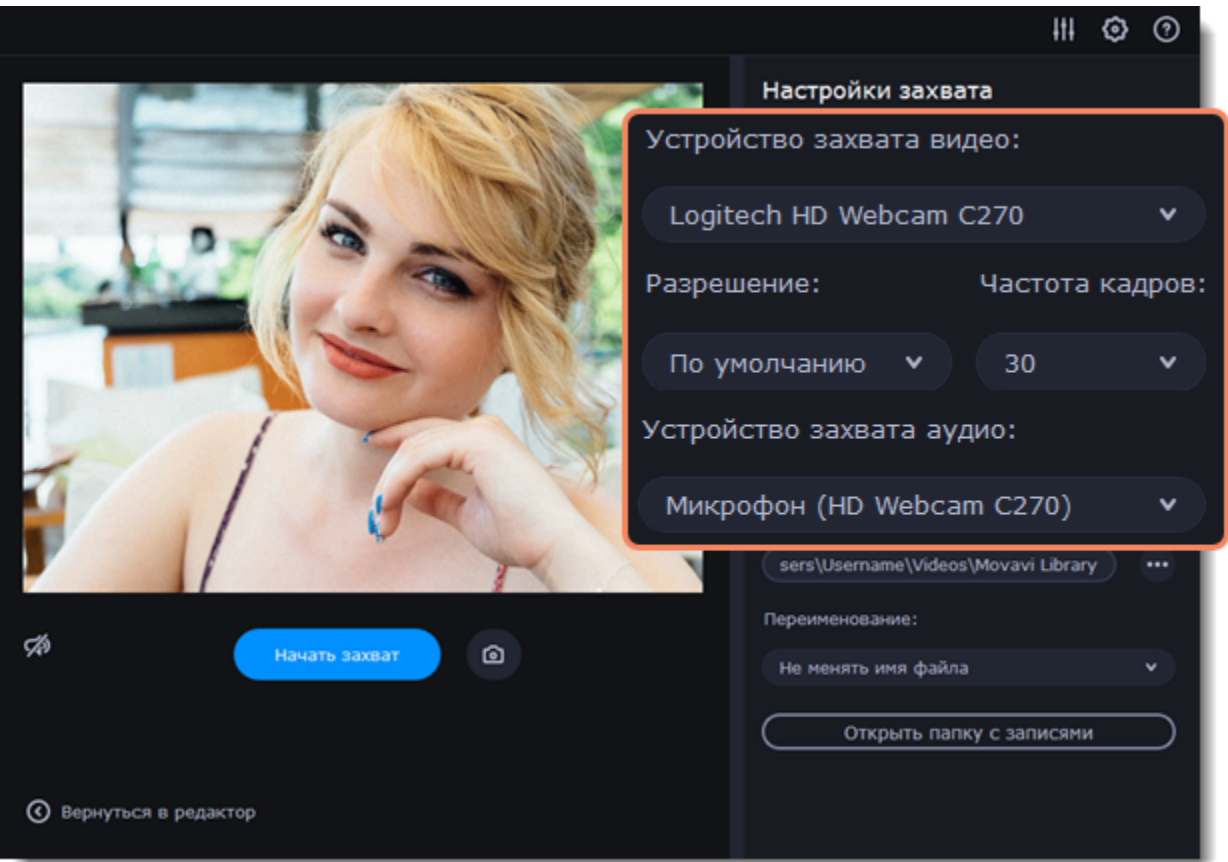 Настройки захвата
Устройство захвата видео:
Logitech HD Webcam C270
Разрешение: Частота кадров:
По умолчанию 30
Устройство захвата аудио:
Микрофон (HD Webcam C270)
sers\Username\Videos\Movavi Library
Переименование:
Начать захват
Не менять имя файла
Открыть папку с записями
Вернуться в редактор